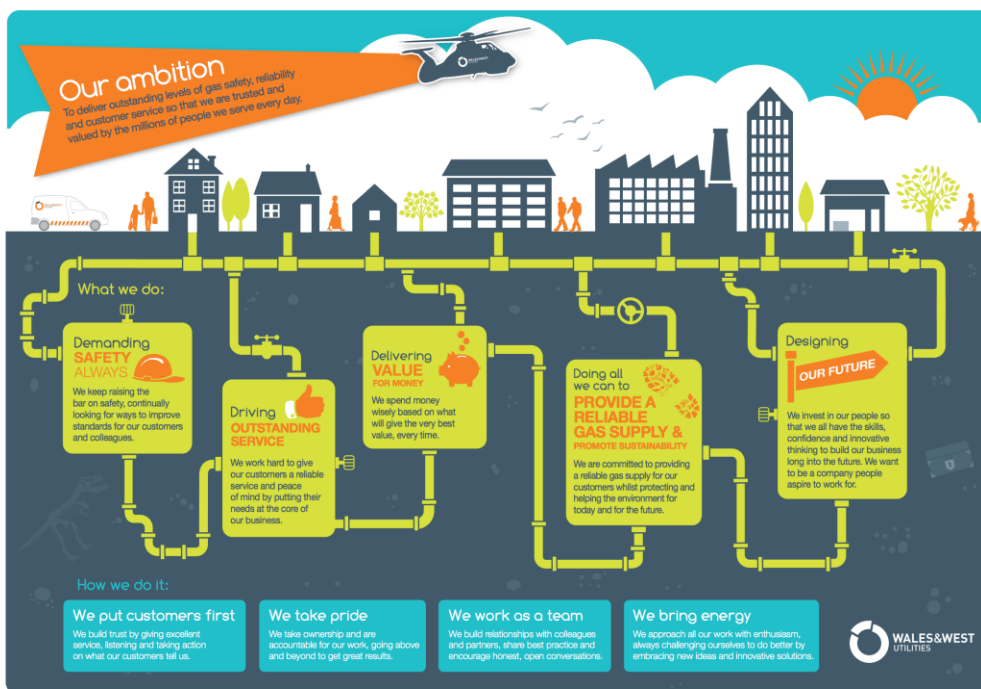 Our ambition
To deliver outstanding levels of gas safety, reliability
and customer service so that we are trusted and
valued by the millions of people we serve every day.
WALES&WEST
UTILITIES
What we do:
Demanding
SAFETY
ALWAYS
We keep raising the
bar on safety, continually
looking for ways to improve
standards for our customers
and colleagues.
Driving
OUTSTANDING
SERVICE
We work hard to give
our customers a reliable
service and peace
of mind by putting their
needs at the core of
our business.
Delivering
VALUE
FOR MONEY
We spend money
wisely based on what
will give the very best
value, every time.
Doing all
we can to
PROVIDE A
RELIABLE
GAS SUPPLY &
PROMOTE SUSTAINABILITY
We are committed to providing
a reliable gas supply for our
customers whilst protecting and
helping the environment for
today and for the future.
Designing
OUR FUTURE
We invest in our people so
that we all have the skills,
confidence and innovative
thinking to build our business
long into the future. We want
to be a company people
aspire to work for.
How we do it:
We put customers first
We build trust by giving excellent
service, listening and taking action
on what our customers tell us.
We take pride
We take ownership and are
accountable for our work, going above
and beyond to get great results.
We work as a team
We build relationships with colleagues
and partners, share best practice and
encourage honest, open conversations.
We bring energy
We approach all our work with enthusiasm,
always challenging ourselves to do better by
embracing new ideas and innovative solutions.
WALES&WEST
UTILITIES